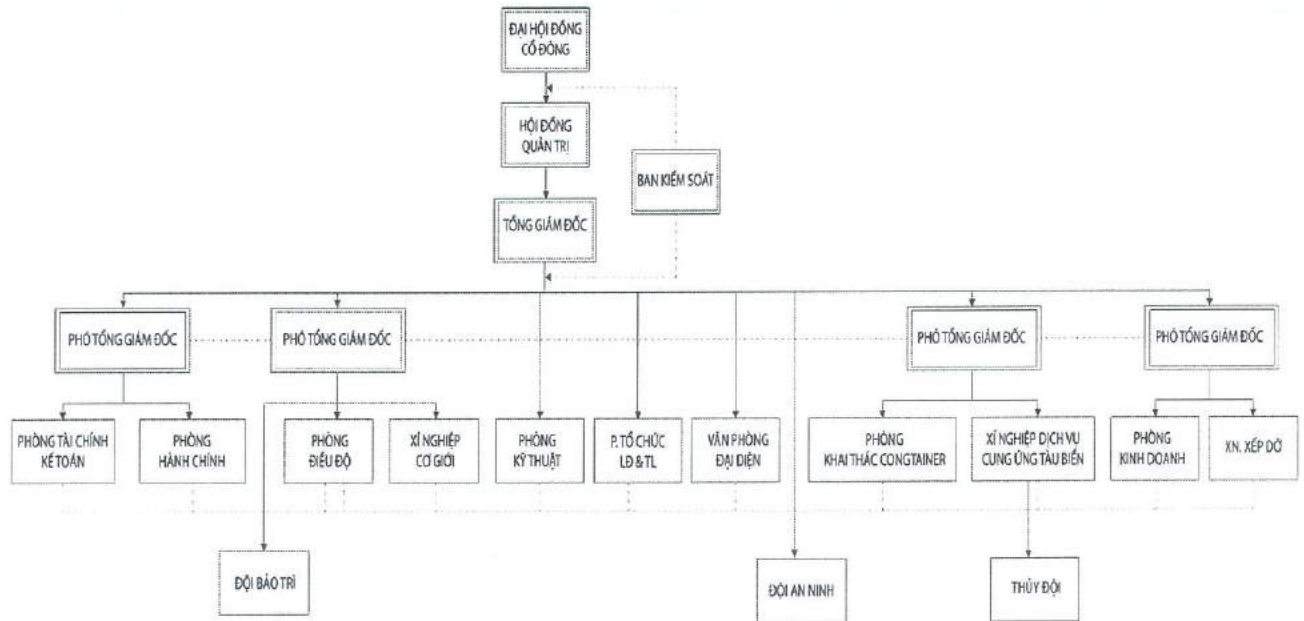 ĐẠI HỘI ĐỒNG
CỔ ĐÔNG
HỘI ĐỒNG
QUẢN TRỊ
BAN KIỂM SOÁT
TỔNG GIÁM ĐỐC
PHÓ TỔNG GIÁM ĐỐC
PHÓ TỔNG GIÁM ĐỐC
PHÓ TỔNG GIÁM ĐỐC
PHÓ TỔNG GIÁM ĐỐC
PHÒNG TÀI CHÍNH
KẾ TOÁN
PHÒNG
HÀNH CHÍNH
PHÒNG
ĐIỀU ĐỘ
XÍ NGHIỆP
CƠ GIỚI
PHÒNG
KỸ THUẬT
P. TỔ CHỨC
LĐ & TL
VĂN PHÒNG
ĐẠI DIỆN
PHÒNG
KHAI THÁC CONGTAINER
XÍ NGHIỆP DỊCH VỤ
CUNG ỨNG TÀU BIỂN
PHÒNG
KINH DOANH
XN. XẾP DỠ
ĐỘI BẢO TRÌ
ĐỘI AN NINH
THỦY ĐỘI